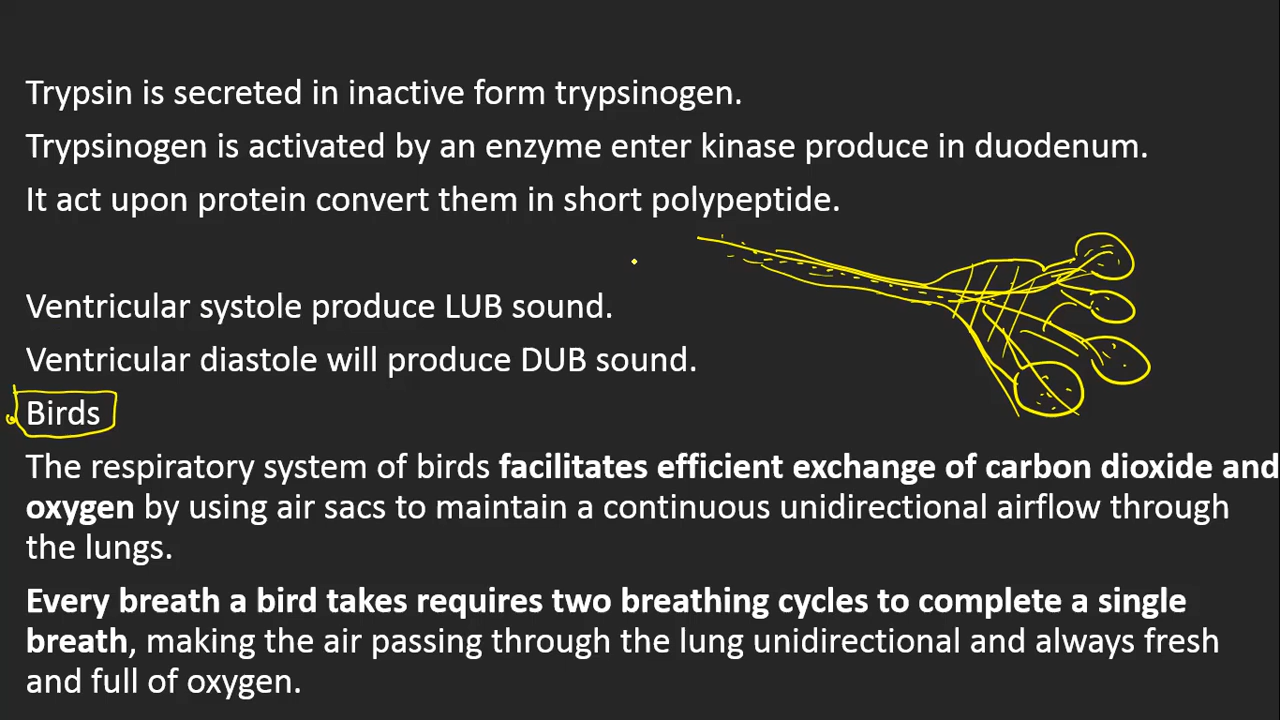 Trypsin is secreted in inactive form trypsinogen.
Trypsinogen is activated by an enzyme enter kinase produce in duodenum.
It act upon protein convert them in short polypeptide.
Ventricular systole produce LUB sound.
Ventricular diastole will produce DUB sound.
Birds
The respiratory system of birds facilitates efficient exchange of carbon dioxide and
oxygen by using air sacs to maintain a continuous unidirectional airflow through
the lungs.
Every breath a bird takes requires two breathing cycles to complete a single
breath, making the air passing through the lung unidirectional and always fresh
and full of oxygen.